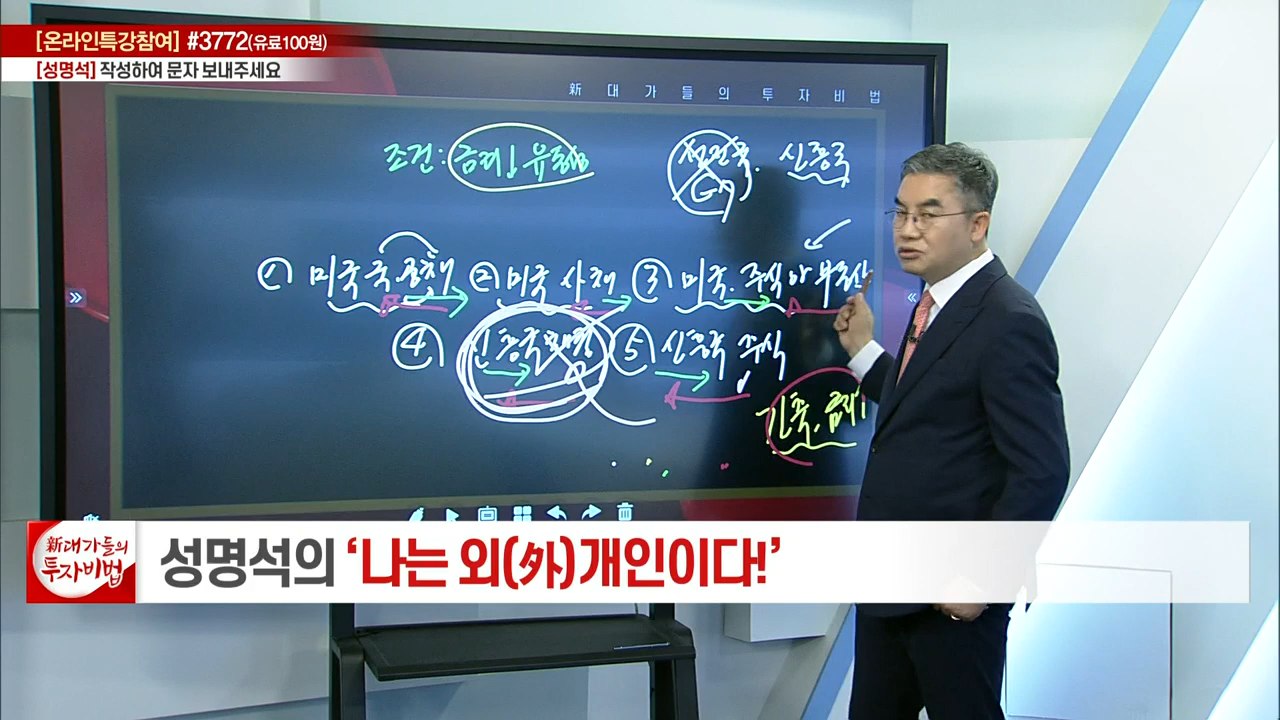 [온라인특강참여] #3772(유료100원)
[성명석] 작성하여 문자 보내주세요
新 대 가 들 의 투 자 비 법
조건: 금리↓ 유동성
선진국. 신흥국
① 미국 국공채 ② 미국 사채 ③ 미국. 주식 아 부동산
④ 신흥국 ⑤ 신흥국 주식
긴축. 금리↑
新대가들의
투자비법
성명석의 ‘나는 외(外)개인이다!’